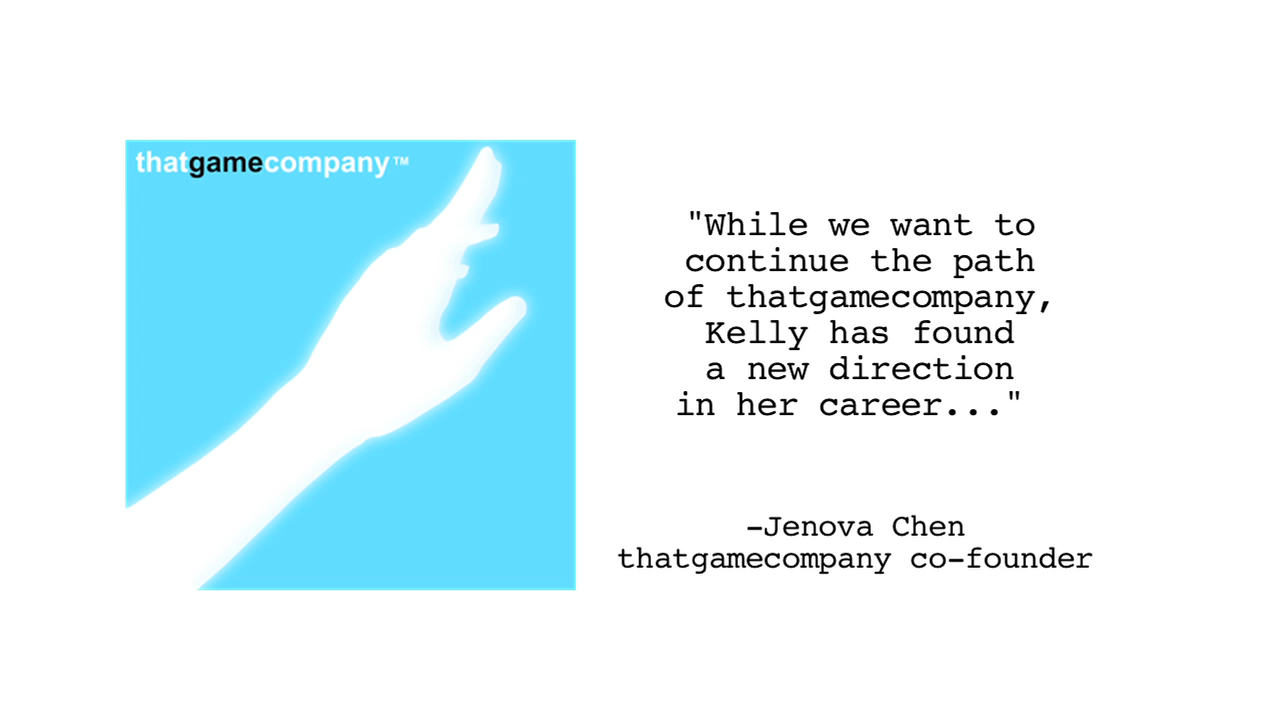 thatgamecompany™
"While we want to
continue the path
of thatgamecompany,
Kelly has found
a new direction
in her career..."
-Jenova Chen
thatgamecompany co-founder